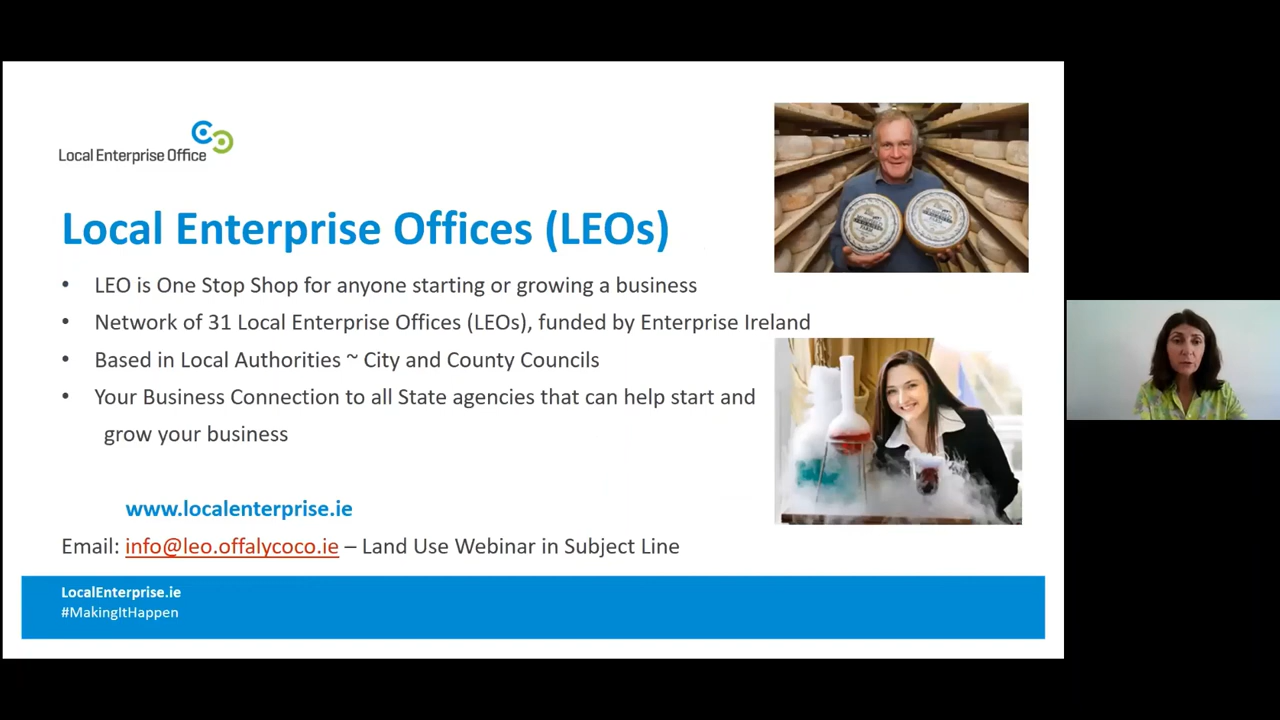 Local Enterprise Office
Local Enterprise Offices (LEOs)
• LEO is One Stop Shop for anyone starting or growing a business
• Network of 31 Local Enterprise Offices (LEOs), funded by Enterprise Ireland
• Based in Local Authorities ~ City and County Councils
• Your Business Connection to all State agencies that can help start and
grow your business
www.localenterprise.ie
Email: info@leo.offalycoco.ie – Land Use Webinar in Subject Line
LocalEnterprise.ie
#MakingItHappen